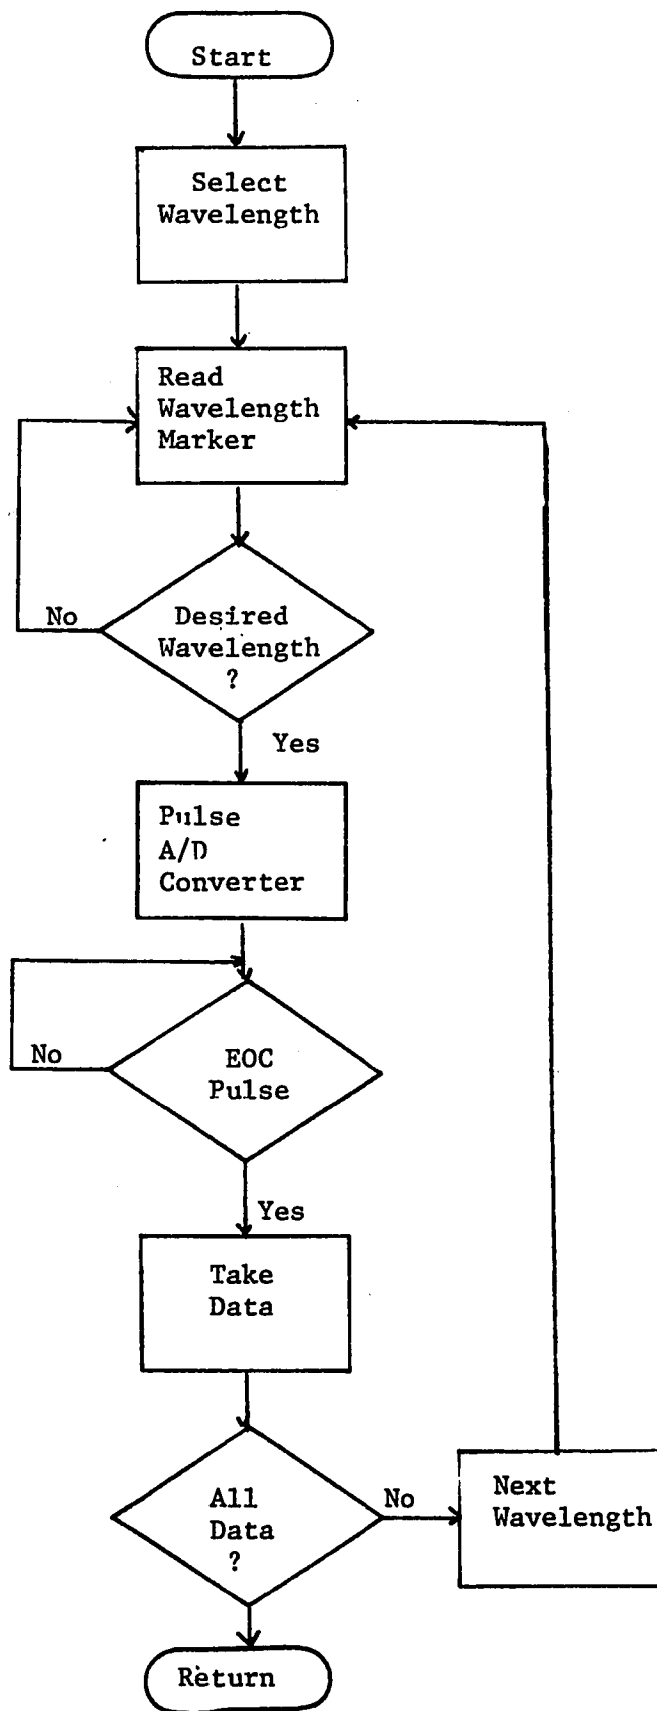 Start
Select
Wavelength
Read
Wavelength
Marker
No
Desired
Wavelength
?
Yes
Pulse
A/D
Converter
No
EOC
Pulse
Yes
Take
Data
All
Data
?
No
Next
Wavelength
Return